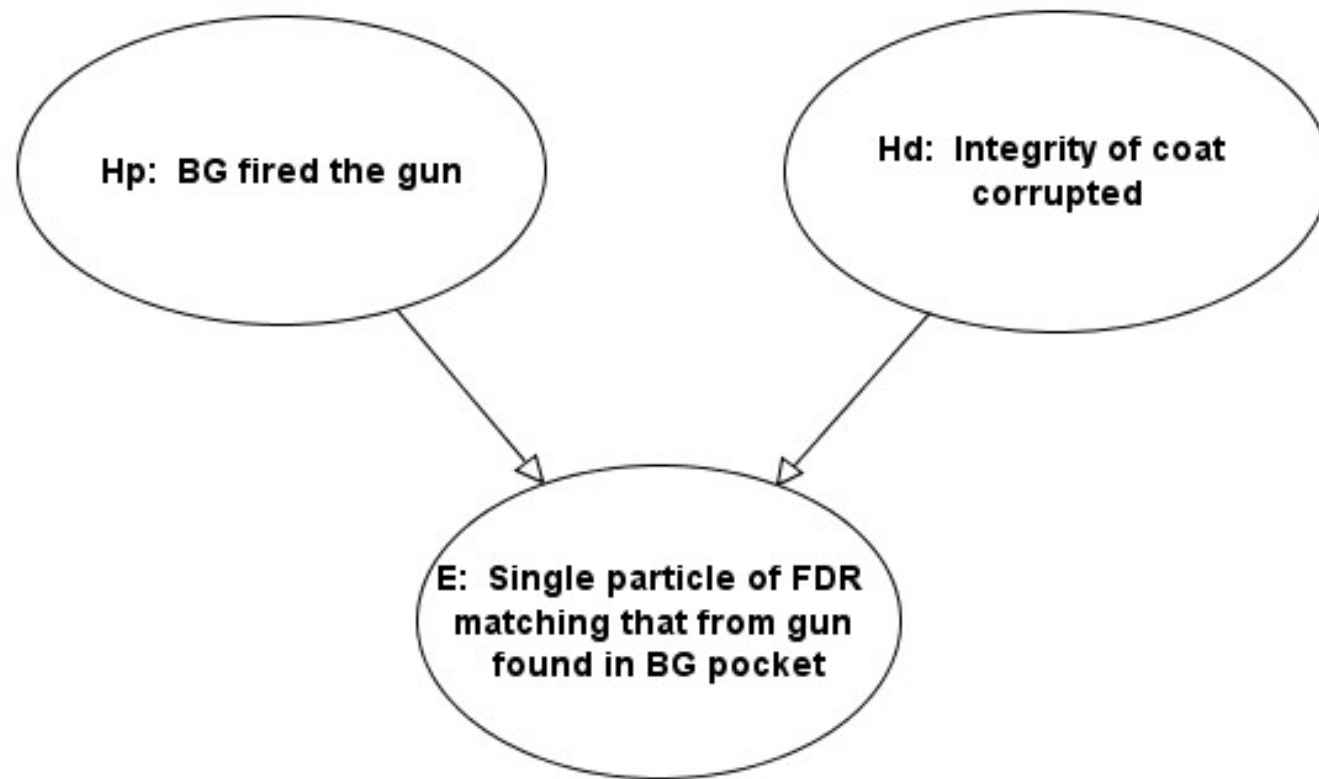 Hp:  BG fired the gun
Hd:  Integrity of coat
corrupted
E:  Single particle of FDR
matching that from gun
found in BG pocket